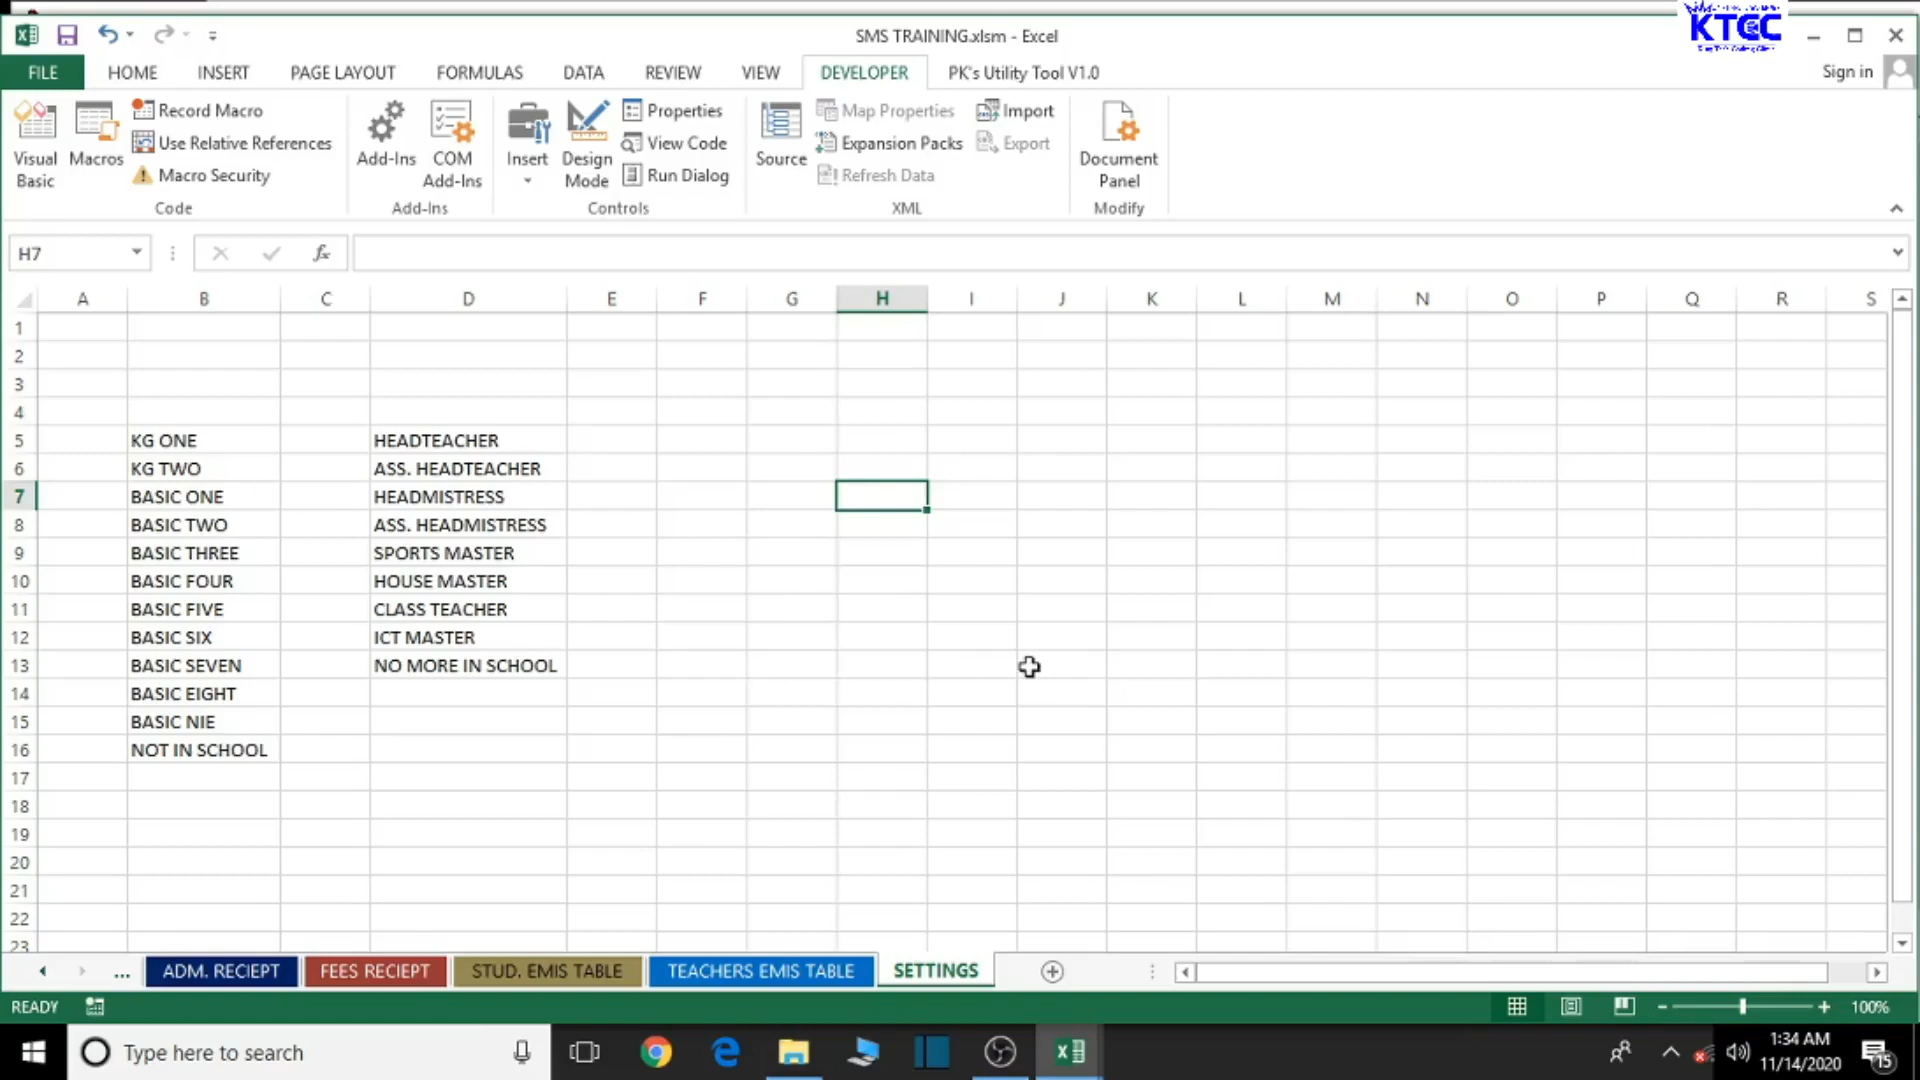 SMS TRAINING.xlsm - Excel
KTCC
FILE HOME INSERT PAGE LAYOUT FORMULAS DATA REVIEW VIEW DEVELOPER PK's Utility Tool V1.0 Sign in
Visual Basic
Macros
Record Macro
Use Relative References
Macro Security
Code
Add-Ins
COM Add-Ins
Add-Ins
Insert
Design Mode
Properties
View Code
Run Dialog
Controls
Source
Map Properties
Expansion Packs
Refresh Data
Import
Export
XML
Document Panel
Modify
H7
fx
A B C D E F G H I J K L M N O P Q R S
1
2
3
4
5 KG ONE HEADTEACHER
6 KG TWO ASS. HEADTEACHER
7 BASIC ONE HEADMISTRESS
8 BASIC TWO ASS. HEADMISTRESS
9 BASIC THREE SPORTS MASTER
10 BASIC FOUR HOUSE MASTER
11 BASIC FIVE CLASS TEACHER
12 BASIC SIX ICT MASTER
13 BASIC SEVEN NO MORE IN SCHOOL
14 BASIC EIGHT
15 BASIC NIE
16 NOT IN SCHOOL
17
18
19
20
21
22
23
... ADM. RECIEPT FEES RECIEPT STUD. EMIS TABLE TEACHERS EMIS TABLE SETTINGS
READY 100%
Type here to search
1:34 AM
11/14/2020
15